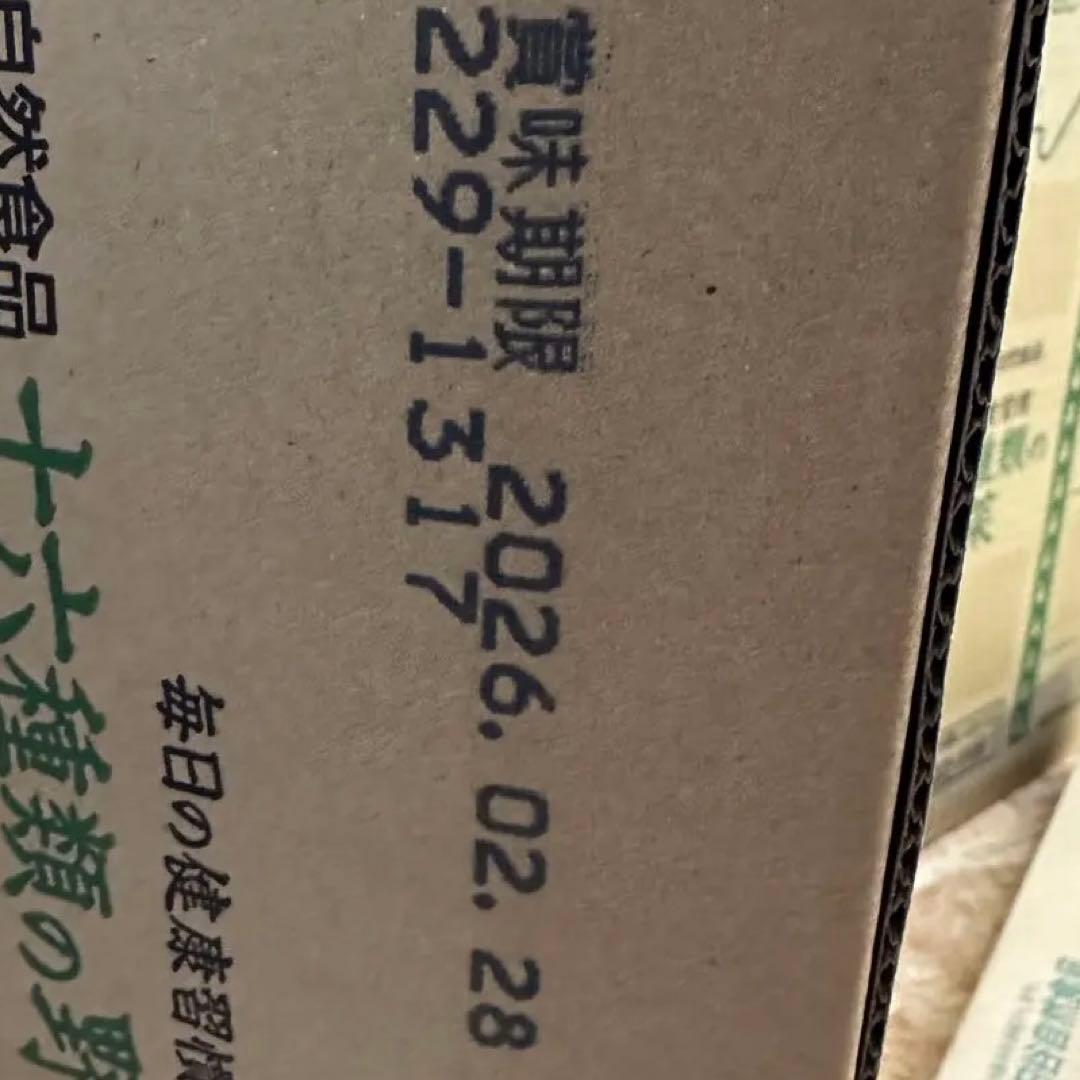 賞味期限 2026.02.28
229-1317
毎日の健康習慣
自然食品 十六種類の野